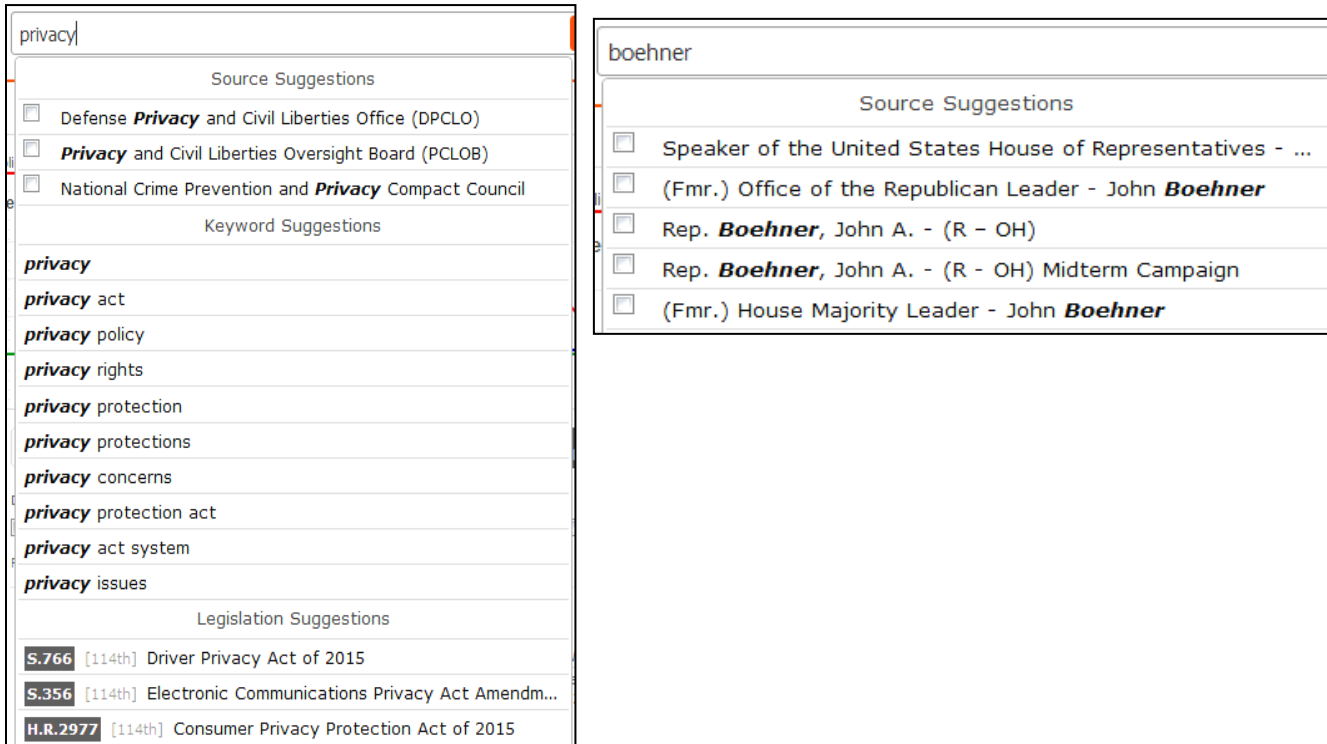 privacy
Source Suggestions
Defense Privacy and Civil Liberties Office (DPCLO)
Privacy and Civil Liberties Oversight Board (PCLOB)
National Crime Prevention and Privacy Compact Council
Keyword Suggestions
privacy
privacy act
privacy policy
privacy rights
privacy protection
privacy protections
privacy concerns
privacy protection act
privacy act system
privacy issues
Legislation Suggestions
S.766 [114th] Driver Privacy Act of 2015
S.356 [114th] Electronic Communications Privacy Act Amendm...
H.R.2977 [114th] Consumer Privacy Protection Act of 2015
boehner
Source Suggestions
Speaker of the United States House of Representatives - ...
(Fmr.) Office of the Republican Leader - John Boehner
Rep. Boehner, John A. - (R – OH)
Rep. Boehner, John A. - (R - OH) Midterm Campaign
(Fmr.) House Majority Leader - John Boehner